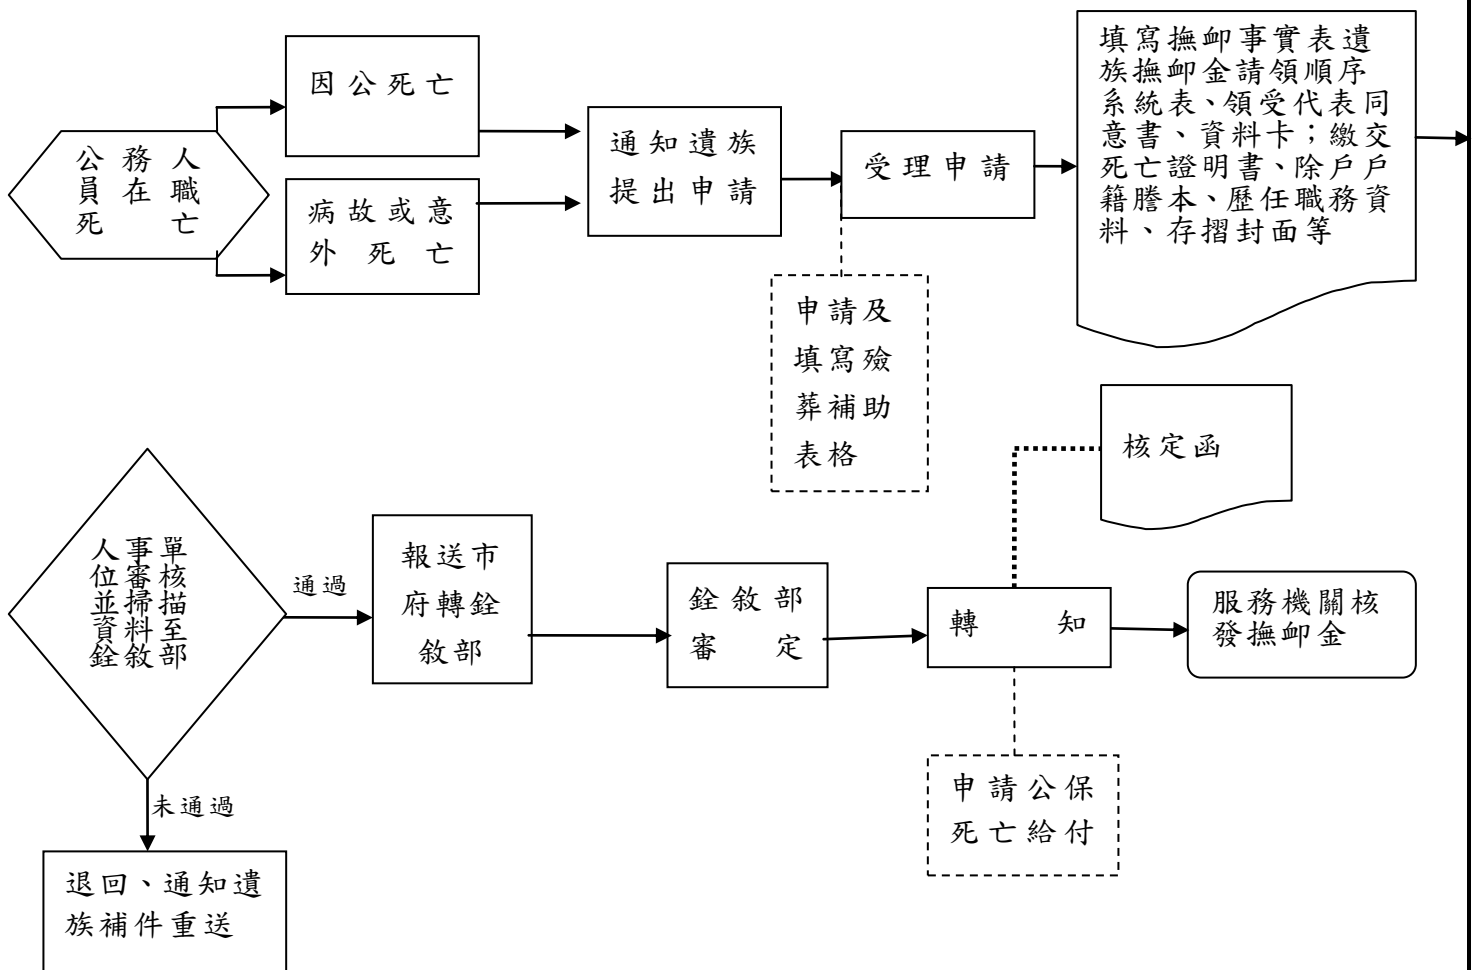 公務人
員在職
死亡
因公死亡
病故或意
外死亡
通知遺族
提出申請
受理申請
填寫撫卹事實表遺
族撫卹金請領順序
系統表、領受代表同
意書、資料卡；繳交
死亡證明書、除戶戶
籍謄本、歷任職務資
料、存摺封面等
申請及
填寫殮
葬補助
表格
核定函
人事單
位審核
並掃描
資料至
銓敘部
通過
報送市
府轉銓
敘部
銓敘部
審定
轉知
服務機關核
發撫卹金
申請公保
死亡給付
未通過
退回、通知遺
族補件重送